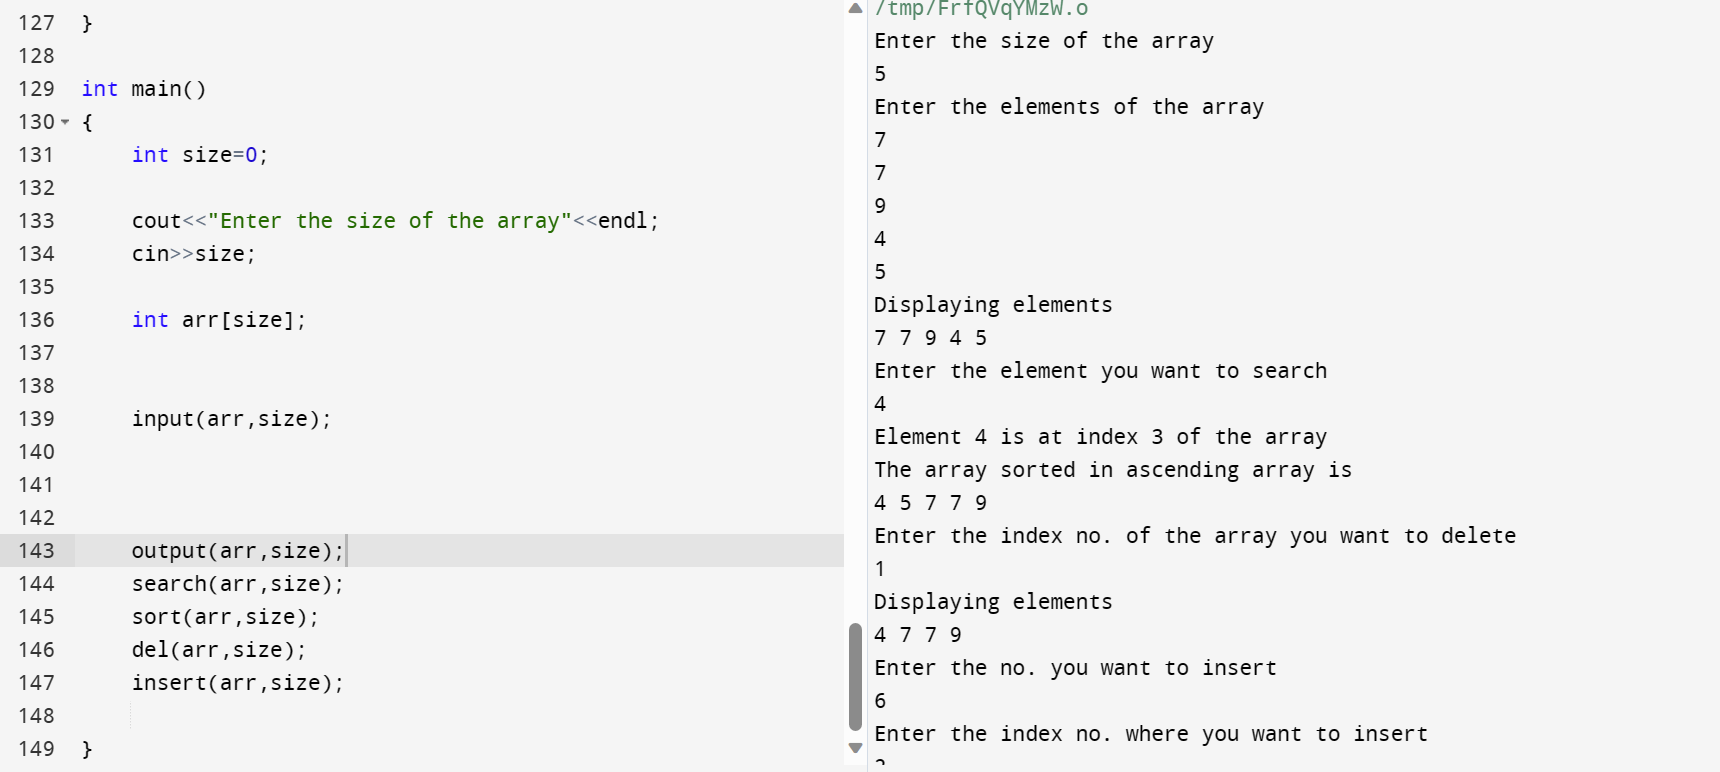 127 }
128
129 int main()
130 {
131 int size=0;
132
133 cout<<"Enter the size of the array"<<endl;
134 cin>>size;
135
136 int arr[size];
137
138
139 input(arr,size);
140
141
142
143 output(arr,size);
144 search(arr,size);
145 sort(arr,size);
146 del(arr,size);
147 insert(arr,size);
148
149 }
/tmp/FrfQVqYMzW.o
Enter the size of the array
5
Enter the elements of the array
7
7
9
4
5
Displaying elements
7 7 9 4 5
Enter the element you want to search
4
Element 4 is at index 3 of the array
The array sorted in ascending array is
4 5 7 7 9
Enter the index no. of the array you want to delete
1
Displaying elements
4 7 7 9
Enter the no. you want to insert
6
Enter the index no. where you want to insert